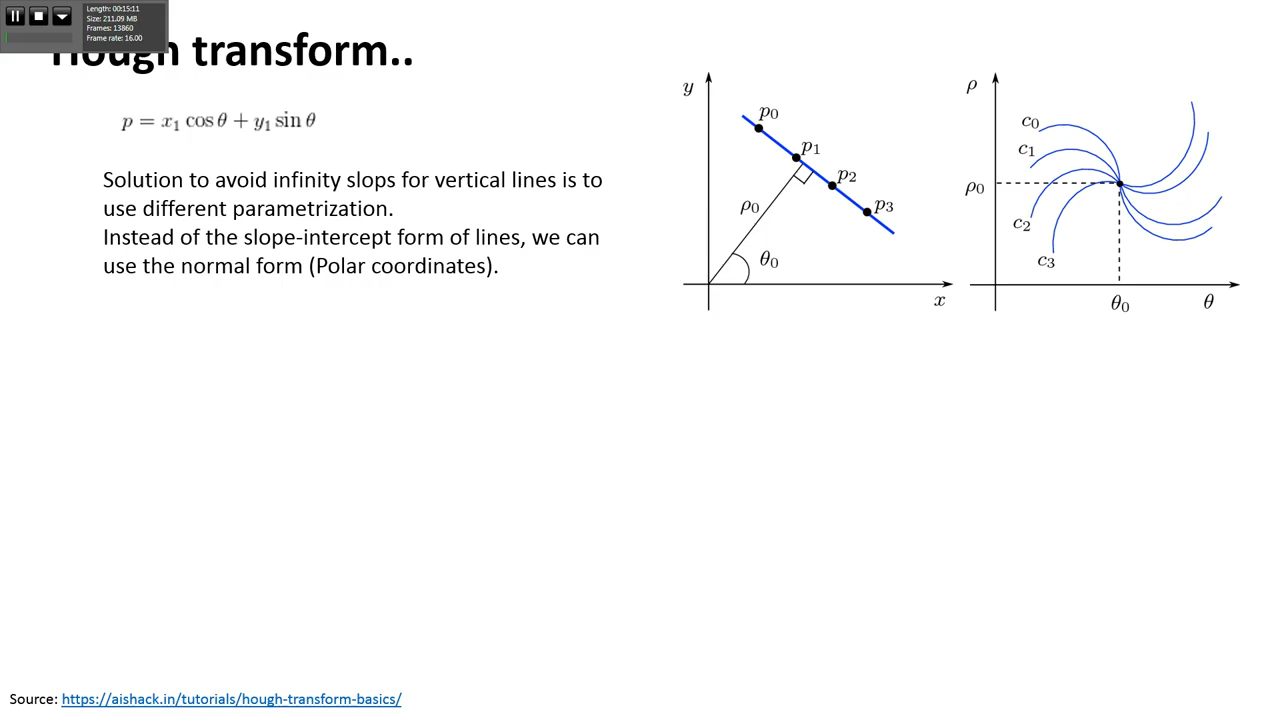 Length: 00:15:11
Size: 211.09 MB
Frames: 13860
Frame rate: 16.00
Hough transform..
p = x₁ cos θ + y₁ sin θ
Solution to avoid infinity slops for vertical lines is to
use different parametrization.
Instead of the slope-intercept form of lines, we can
use the normal form (Polar coordinates).
y
p₀
p₁
p₂
p₃
ρ₀
θ₀
x
ρ
c₀
c₁
ρ₀
c₂
c₃
θ₀
θ
Source: https://aishack.in/tutorials/hough-transform-basics/